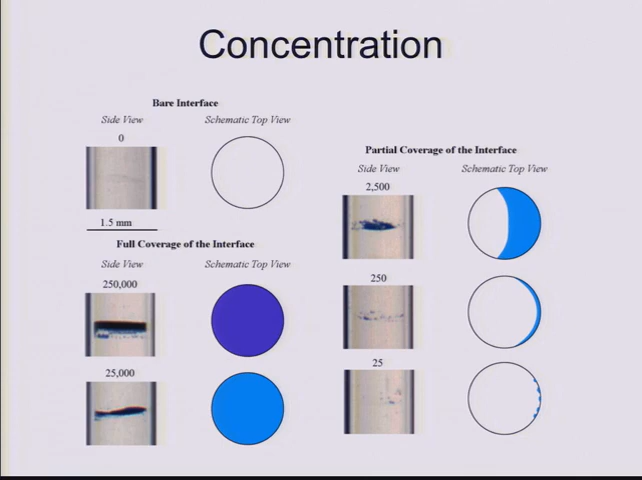 Concentration
Bare Interface
Side View Schematic Top View
0
1.5 mm
Full Coverage of the Interface
Side View Schematic Top View
250,000
25,000
Partial Coverage of the Interface
Side View Schematic Top View
2,500
250
25